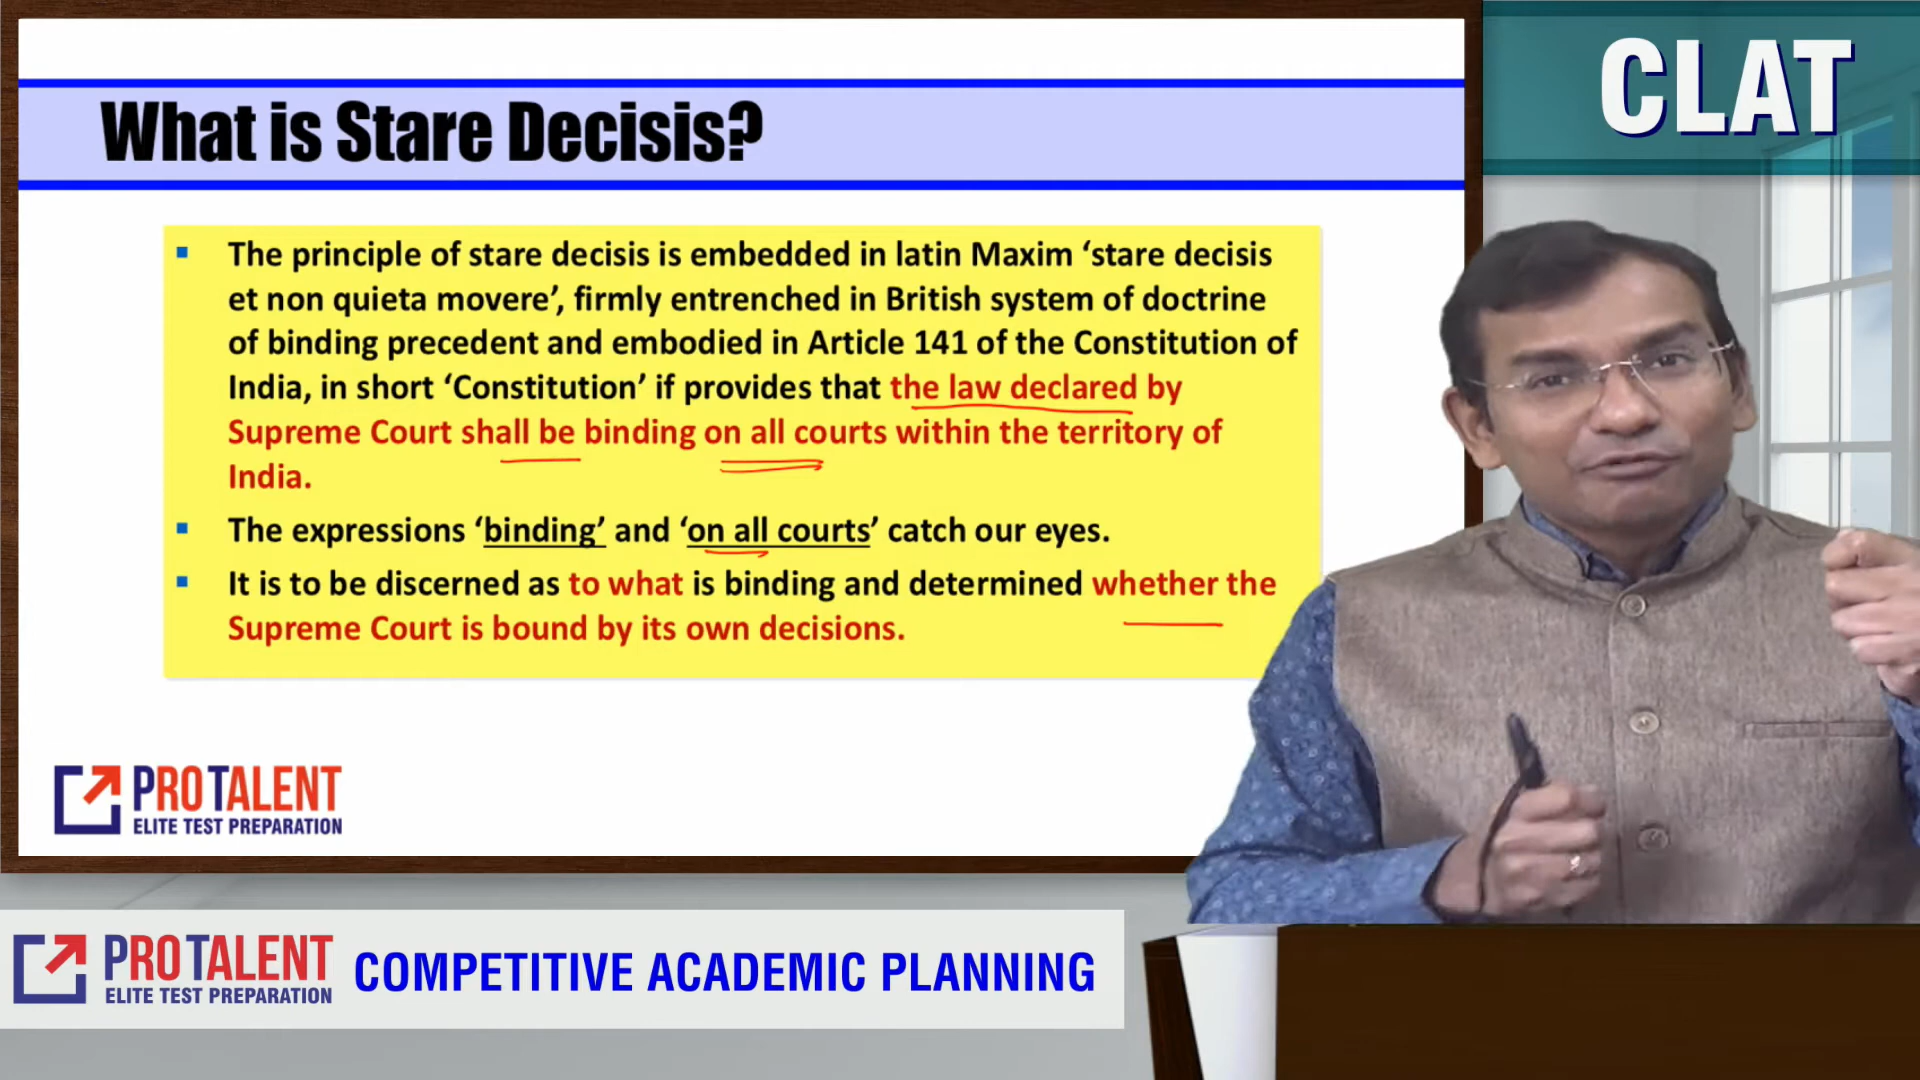 CLAT
What is Stare Decisis?
▪ The principle of stare decisis is embedded in latin Maxim ‘stare decisis
et non quieta movere’, firmly entrenched in British system of doctrine
of binding precedent and embodied in Article 141 of the Constitution of
India, in short ‘Constitution’ if provides that the law declared by
Supreme Court shall be binding on all courts within the territory of
India.
▪ The expressions ‘binding’ and ‘on all courts’ catch our eyes.
▪ It is to be discerned as to what is binding and determined whether the
Supreme Court is bound by its own decisions.
PRO TALENT
ELITE TEST PREPARATION
PRO TALENT
ELITE TEST PREPARATION
COMPETITIVE ACADEMIC PLANNING